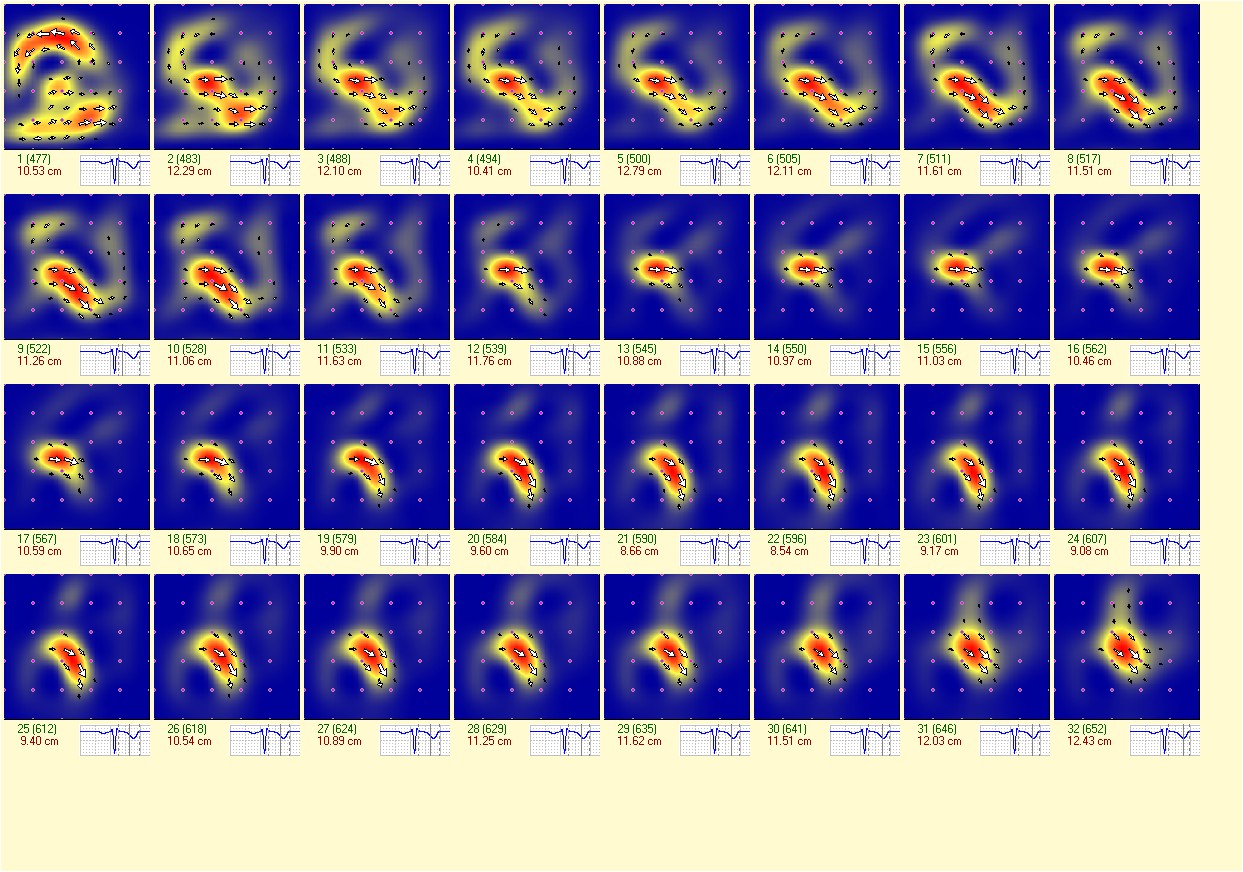 1 (477)
10.53 cm
2 (483)
12.29 cm
3 (488)
12.10 cm
4 (494)
10.41 cm
5 (500)
12.79 cm
6 (505)
12.11 cm
7 (511)
11.61 cm
8 (517)
11.51 cm
9 (522)
11.26 cm
10 (528)
11.06 cm
11 (533)
11.63 cm
12 (539)
11.76 cm
13 (545)
10.88 cm
14 (550)
10.97 cm
15 (556)
11.03 cm
16 (562)
10.46 cm
17 (567)
10.59 cm
18 (573)
10.65 cm
19 (579)
9.90 cm
20 (584)
9.60 cm
21 (590)
8.66 cm
22 (596)
8.54 cm
23 (601)
9.17 cm
24 (607)
9.08 cm
25 (612)
9.40 cm
26 (618)
10.54 cm
27 (624)
10.89 cm
28 (629)
11.25 cm
29 (635)
11.62 cm
30 (641)
11.51 cm
31 (646)
12.03 cm
32 (652)
12.43 cm